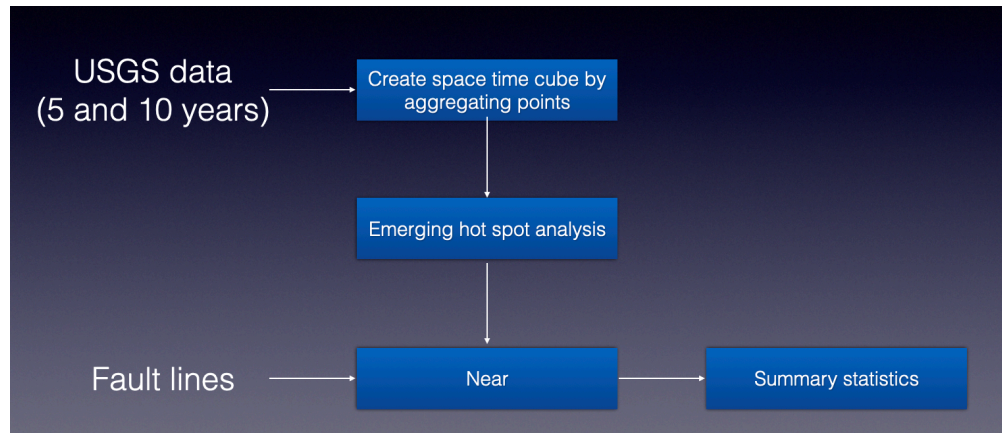 USGS data
(5 and 10 years)
Create space time cube by
aggregating points
Emerging hot spot analysis
Fault lines
Near
Summary statistics